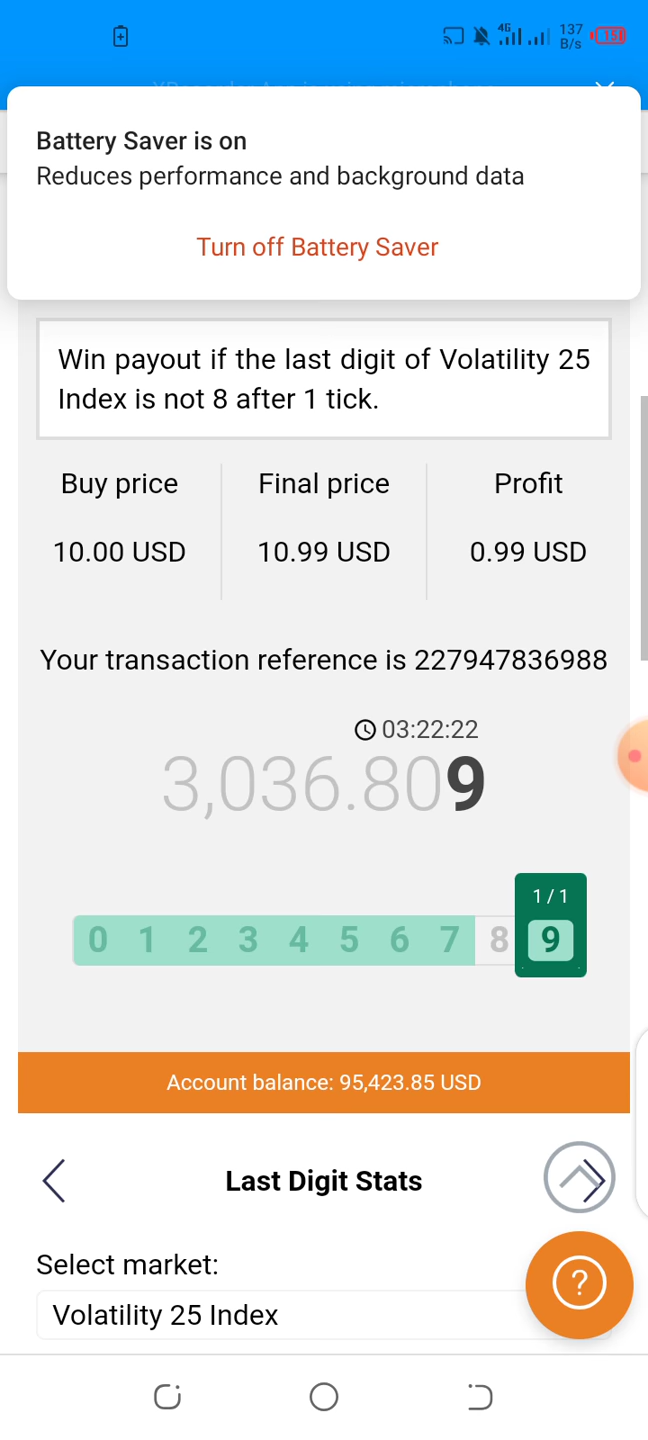 4G
137
B/s
15
Battery Saver is on
Reduces performance and background data
Turn off Battery Saver
Win payout if the last digit of Volatility 25
Index is not 8 after 1 tick.
Buy price Final price Profit
10.00 USD 10.99 USD 0.99 USD
Your transaction reference is 227947836988
03:22:22
3,036.809
1 / 1
0 1 2 3 4 5 6 7 8 9
Account balance: 95,423.85 USD
Last Digit Stats
Select market:
Volatility 25 Index
?